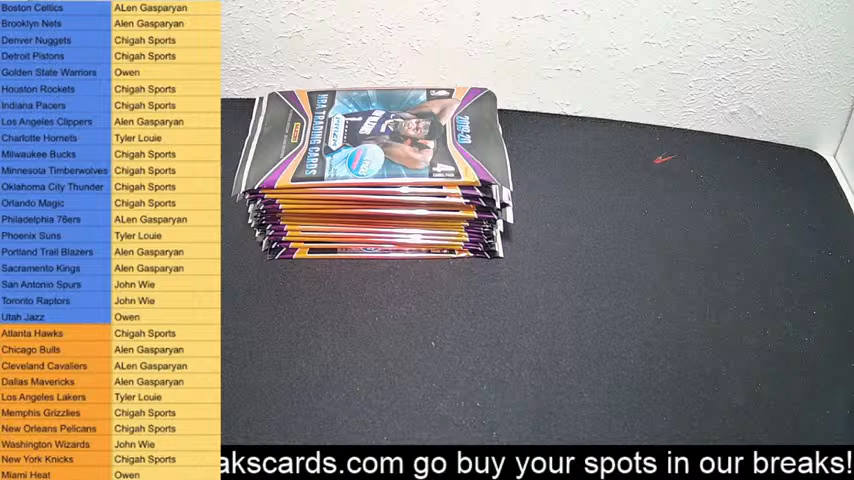 Boston Celtics ALen Gasparyan
Brooklyn Nets Alen Gasparyan
Denver Nuggets Chigah Sports
Detroit Pistons Chigah Sports
Golden State Warriors Owen
Houston Rockets Chigah Sports
Indiana Pacers Chigah Sports
Los Angeles Clippers Alen Gasparyan
Charlotte Hornets Tyler Louie
Milwaukee Bucks Chigah Sports
Minnesota Timberwolves Chigah Sports
Oklahoma City Thunder Chigah Sports
Orlando Magic Chigah Sports
Philadelphia 76ers ALen Gasparyan
Phoenix Suns Tyler Louie
Portland Trail Blazers Alen Gasparyan
Sacramento Kings Alen Gasparyan
San Antonio Spurs John Wie
Toronto Raptors John Wie
Utah Jazz Owen
Atlanta Hawks Chigah Sports
Chicago Bulls Alen Gasparyan
Cleveland Cavaliers ALen Gasparyan
Dallas Mavericks Alen Gasparyan
Los Angeles Lakers Tyler Louie
Memphis Grizzlies Chigah Sports
New Orleans Pelicans Chigah Sports
Washington Wizards John Wie
New York Knicks Chigah Sports
Miami Heat Owen
NBA TRADING CARDS
PANINI
PRIZM
2019-20
4
akscards.com go buy your spots in our breaks!